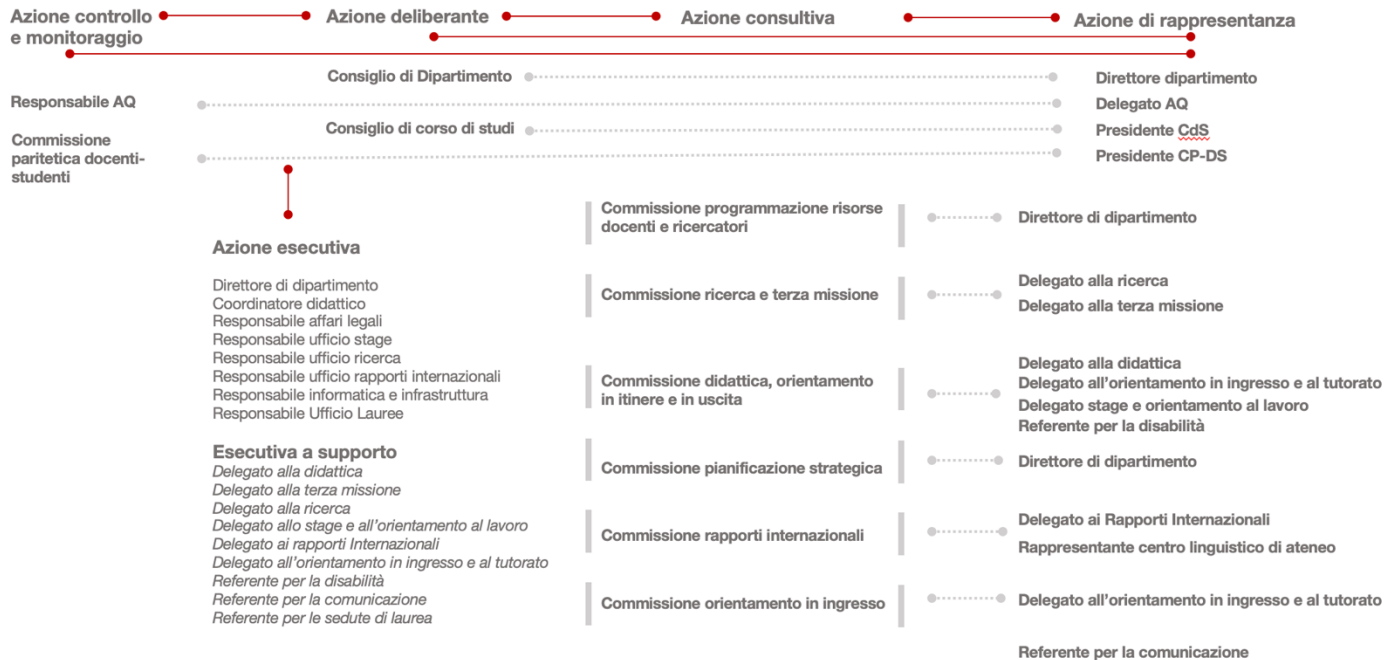 Azione controllo
e monitoraggio
Azione deliberante
Azione consultiva
Azione di rappresentanza
Consiglio di Dipartimento
Direttore dipartimento
Responsabile AQ
Delegato AQ
Consiglio di corso di studi
Presidente CdS
Commissione
paritetica docenti-
studenti
Presidente CP-DS
Azione esecutiva
Direttore di dipartimento
Coordinatore didattico
Responsabile affari legali
Responsabile ufficio stage
Responsabile ufficio ricerca
Responsabile ufficio rapporti internazionali
Responsabile informatica e infrastruttura
Responsabile Ufficio Lauree
Esecutiva a supporto
Delegato alla didattica
Delegato alla terza missione
Delegato alla ricerca
Delegato allo stage e all'orientamento al lavoro
Delegato ai rapporti Internazionali
Delegato all'orientamento in ingresso e al tutorato
Referente per la disabilità
Referente per la comunicazione
Referente per le sedute di laurea
Commissione programmazione risorse
docenti e ricercatori
Direttore di dipartimento
Commissione ricerca e terza missione
Delegato alla ricerca
Delegato alla terza missione
Commissione didattica, orientamento
in itinere e in uscita
Delegato alla didattica
Delegato all'orientamento in ingresso e al tutorato
Delegato stage e orientamento al lavoro
Referente per la disabilità
Commissione pianificazione strategica
Direttore di dipartimento
Commissione rapporti internazionali
Delegato ai Rapporti Internazionali
Rappresentante centro linguistico di ateneo
Commissione orientamento in ingresso
Delegato all'orientamento in ingresso e al tutorato
Referente per la comunicazione